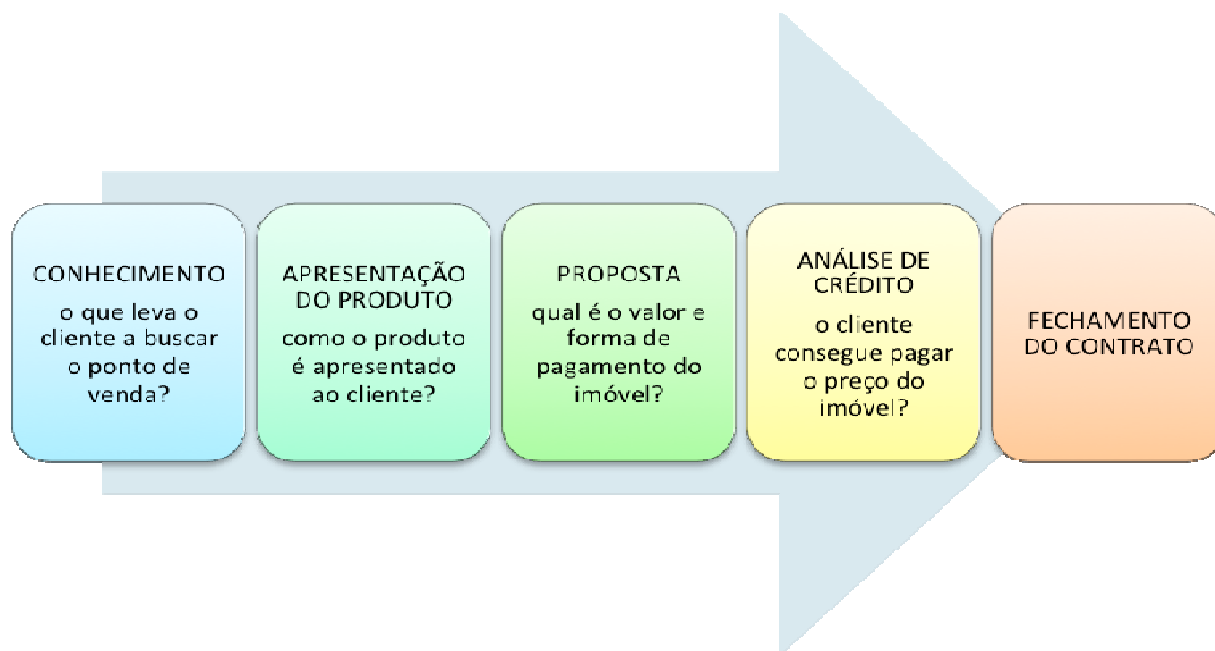 CONHECIMENTO
o que leva o
cliente a buscar
o ponto de
venda?
APRESENTAÇÃO
DO PRODUTO
como o produto
é apresentado
ao cliente?
PROPOSTA
qual é o valor e
forma de
pagamento do
imóvel?
ANÁLISE DE
CRÉDITO
o cliente
consegue pagar
o preço do
imóvel?
FECHAMENTO
DO CONTRATO